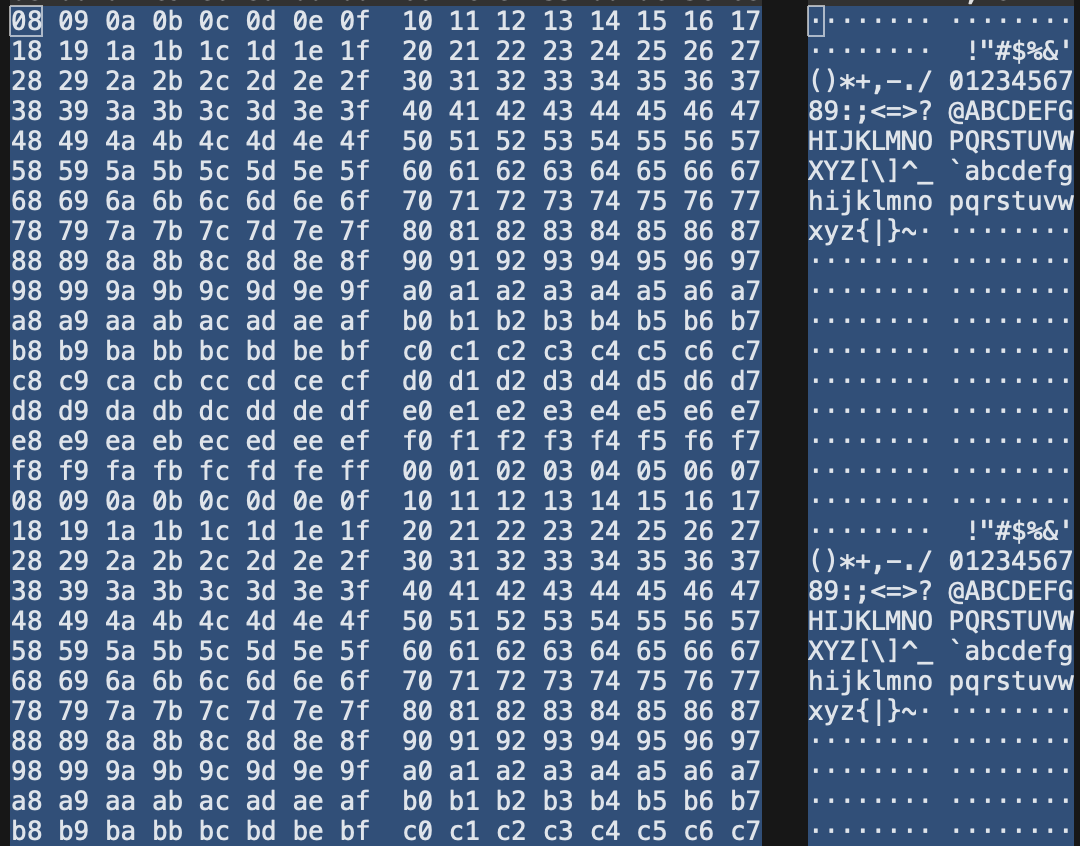 08 09 0a 0b 0c 0d 0e 0f 10 11 12 13 14 15 16 17 ········ ········
18 19 1a 1b 1c 1d 1e 1f 20 21 22 23 24 25 26 27 ········ !"#$%&'
28 29 2a 2b 2c 2d 2e 2f 30 31 32 33 34 35 36 37 ()*+,-./ 01234567
38 39 3a 3b 3c 3d 3e 3f 40 41 42 43 44 45 46 47 89:;<=>? @ABCDEFG
48 49 4a 4b 4c 4d 4e 4f 50 51 52 53 54 55 56 57 HIJKLMNO PQRSTUVW
58 59 5a 5b 5c 5d 5e 5f 60 61 62 63 64 65 66 67 XYZ[\]^_ `abcdefg
68 69 6a 6b 6c 6d 6e 6f 70 71 72 73 74 75 76 77 hijklmno pqrstuvw
78 79 7a 7b 7c 7d 7e 7f 80 81 82 83 84 85 86 87 xyz{|}~· ········
88 89 8a 8b 8c 8d 8e 8f 90 91 92 93 94 95 96 97 ········ ········
98 99 9a 9b 9c 9d 9e 9f a0 a1 a2 a3 a4 a5 a6 a7 ········ ········
a8 a9 aa ab ac ad ae af b0 b1 b2 b3 b4 b5 b6 b7 ········ ········
b8 b9 ba bb bc bd be bf c0 c1 c2 c3 c4 c5 c6 c7 ········ ········
c8 c9 ca cb cc cd ce cf d0 d1 d2 d3 d4 d5 d6 d7 ········ ········
d8 d9 da db dc dd de df e0 e1 e2 e3 e4 e5 e6 e7 ········ ········
e8 e9 ea eb ec ed ee ef f0 f1 f2 f3 f4 f5 f6 f7 ········ ········
f8 f9 fa fb fc fd fe ff 00 01 02 03 04 05 06 07 ········ ········
08 09 0a 0b 0c 0d 0e 0f 10 11 12 13 14 15 16 17 ········ ········
18 19 1a 1b 1c 1d 1e 1f 20 21 22 23 24 25 26 27 ········ !"#$%&'
28 29 2a 2b 2c 2d 2e 2f 30 31 32 33 34 35 36 37 ()*+,-./ 01234567
38 39 3a 3b 3c 3d 3e 3f 40 41 42 43 44 45 46 47 89:;<=>? @ABCDEFG
48 49 4a 4b 4c 4d 4e 4f 50 51 52 53 54 55 56 57 HIJKLMNO PQRSTUVW
58 59 5a 5b 5c 5d 5e 5f 60 61 62 63 64 65 66 67 XYZ[\]^_ `abcdefg
68 69 6a 6b 6c 6d 6e 6f 70 71 72 73 74 75 76 77 hijklmno pqrstuvw
78 79 7a 7b 7c 7d 7e 7f 80 81 82 83 84 85 86 87 xyz{|}~· ········
88 89 8a 8b 8c 8d 8e 8f 90 91 92 93 94 95 96 97 ········ ········
98 99 9a 9b 9c 9d 9e 9f a0 a1 a2 a3 a4 a5 a6 a7 ········ ········
a8 a9 aa ab ac ad ae af b0 b1 b2 b3 b4 b5 b6 b7 ········ ········
b8 b9 ba bb bc bd be bf c0 c1 c2 c3 c4 c5 c6 c7 ········ ········